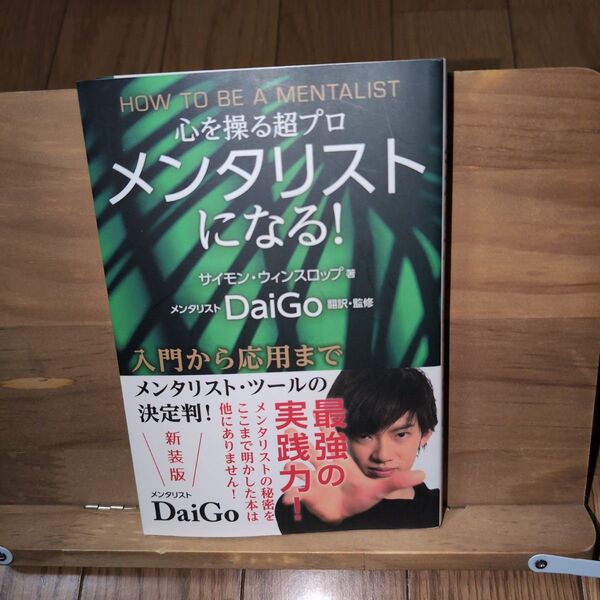 HOW TO BE A MENTALIST
心を操る超プロ
メンタリスト
になる!
サイモン・ウィンスロップ 著
メンタリスト DaiGo 翻訳・監修
入門から応用まで
メンタリスト・ツールの
決定判!
新装版
メンタリスト
DaiGo
最強の
実践力!
メンタリストの秘密を
ここまで明かした本は
他にありません!